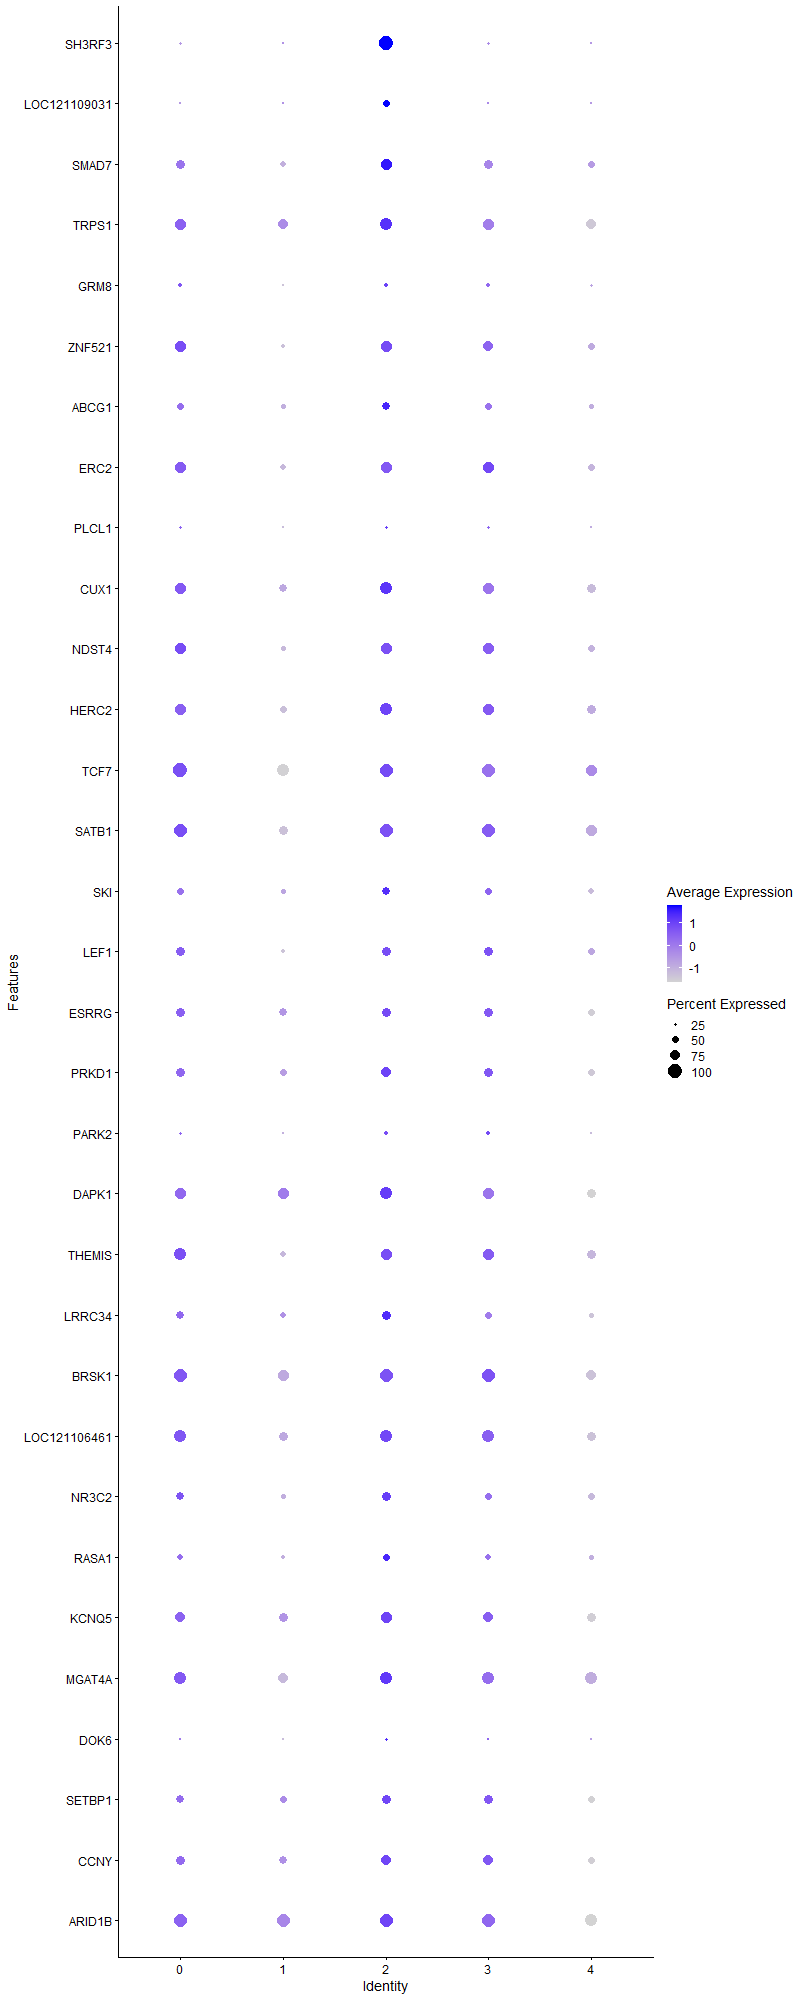 SH3RF3
LOC121109031
SMAD7
TRPS1
GRM8
ZNF521
ABCG1
ERC2
PLCL1
CUX1
NDST4
HERC2
TCF7
SATB1
SKI
LEF1
ESRRG
PRKD1
PARK2
DAPK1
THEMIS
LRRC34
BRSK1
LOC121106461
NR3C2
RASA1
KCNQ5
MGAT4A
DOK6
SETBP1
CCNY
ARID1B
Features
0 1 2 3 4
Identity
Average Expression
1
0
-1
Percent Expressed
25
50
75
100